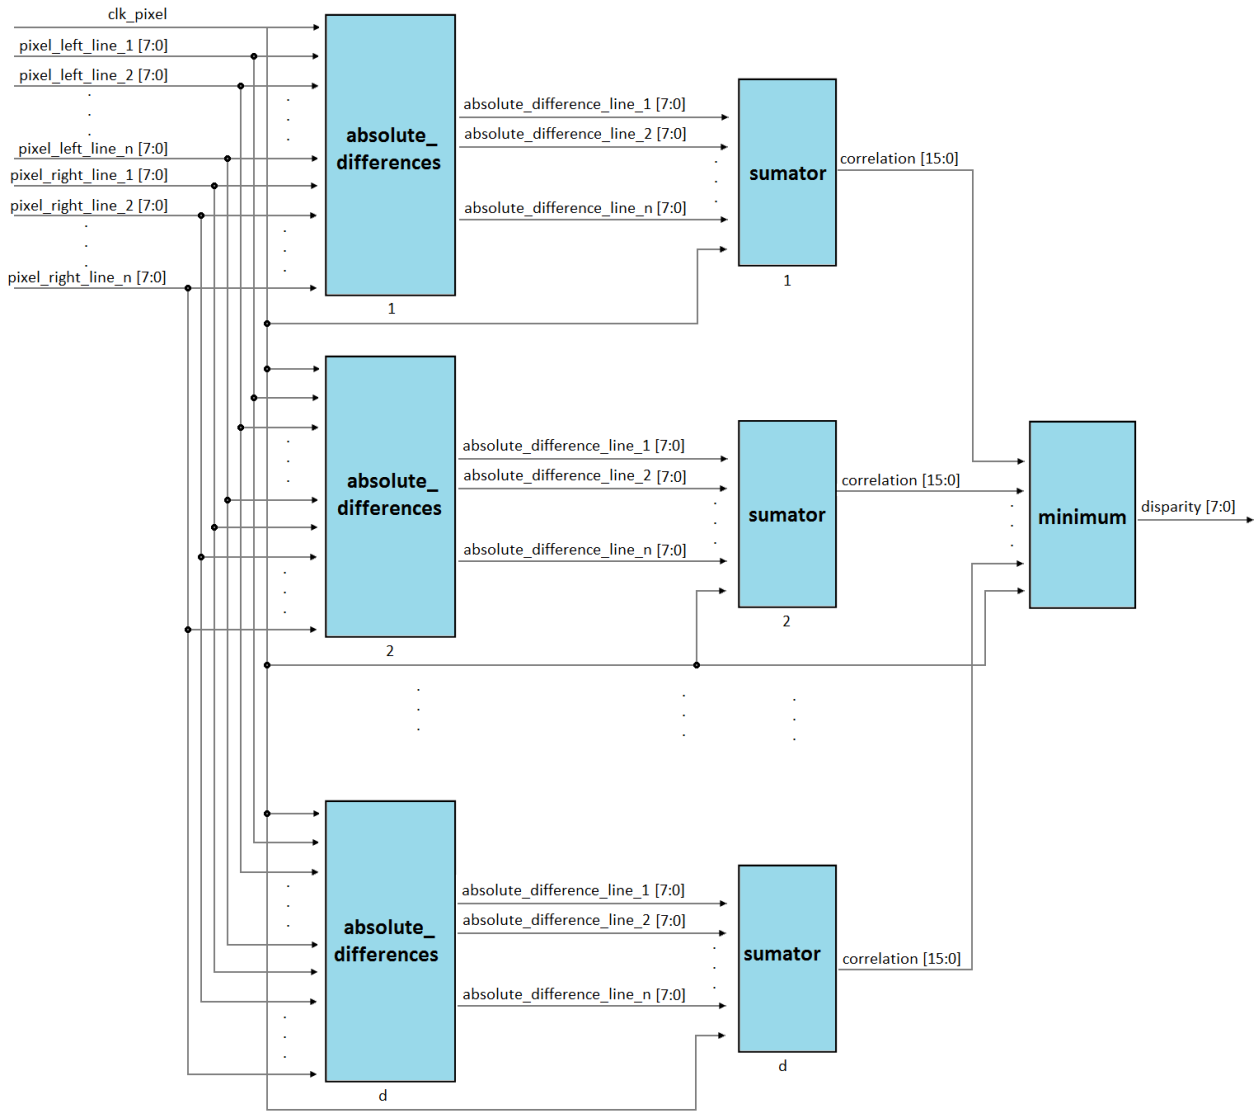 clk_pixel
pixel_left_line_1 [7:0]
pixel_left_line_2 [7:0]
pixel_left_line_n [7:0]
pixel_right_line_1 [7:0]
pixel_right_line_2 [7:0]
pixel_right_line_n [7:0]
absolute_
differences
1
absolute_difference_line_1 [7:0]
absolute_difference_line_2 [7:0]
absolute_difference_line_n [7:0]
sumator
1
correlation [15:0]
absolute_
differences
2
absolute_difference_line_1 [7:0]
absolute_difference_line_2 [7:0]
absolute_difference_line_n [7:0]
sumator
2
correlation [15:0]
minimum
disparity [7:0]
absolute_
differences
d
absolute_difference_line_1 [7:0]
absolute_difference_line_2 [7:0]
absolute_difference_line_n [7:0]
sumator
d
correlation [15:0]